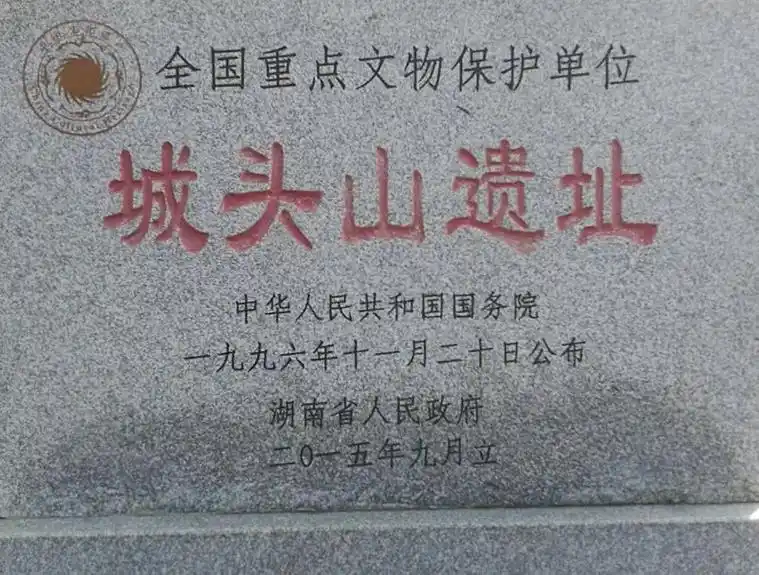 全国重点文物保护单位
城头山遗址
中华人民共和国国务院
一九九六年十一月二十日公布
湖南省人民政府
二〇一五年九月立